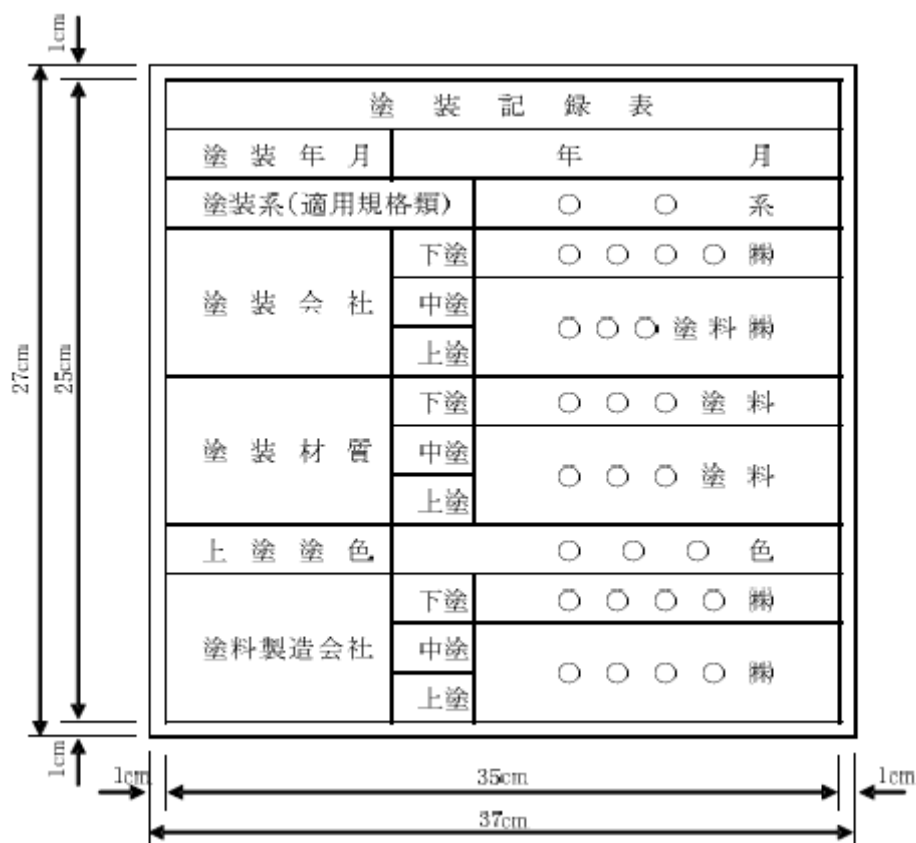 1cm
塗装記録表
塗装年月 年 月
塗装系(適用規格類) ○ ○ 系
下塗 ○ ○ ○ ○ ㈱
塗装会社 中塗 ○ ○ ○ 塗料㈱
上塗
27cm
25cm
下塗 ○ ○ ○ 塗料
塗装材質 中塗 ○ ○ ○ 塗料
上塗
上塗塗色 ○ ○ ○ 色
下塗 ○ ○ ○ ○ ㈱
塗料製造会社 中塗 ○ ○ ○ ○ ㈱
上塗
1cm
1cm 35cm 1cm
37cm